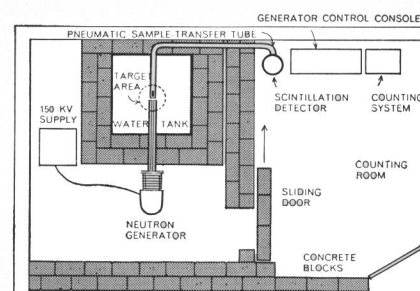 GENERATOR CONTROL CONSOLE
PNEUMATIC SAMPLE-TRANSFER TUBE
TARGET
AREA
150 KV
SUPPLY
WATER TANK
SCINTILLATION
DETECTOR
COUNTING
SYSTEM
COUNTING
ROOM
SLIDING
DOOR
NEUTRON
GENERATOR
CONCRETE
BLOCKS